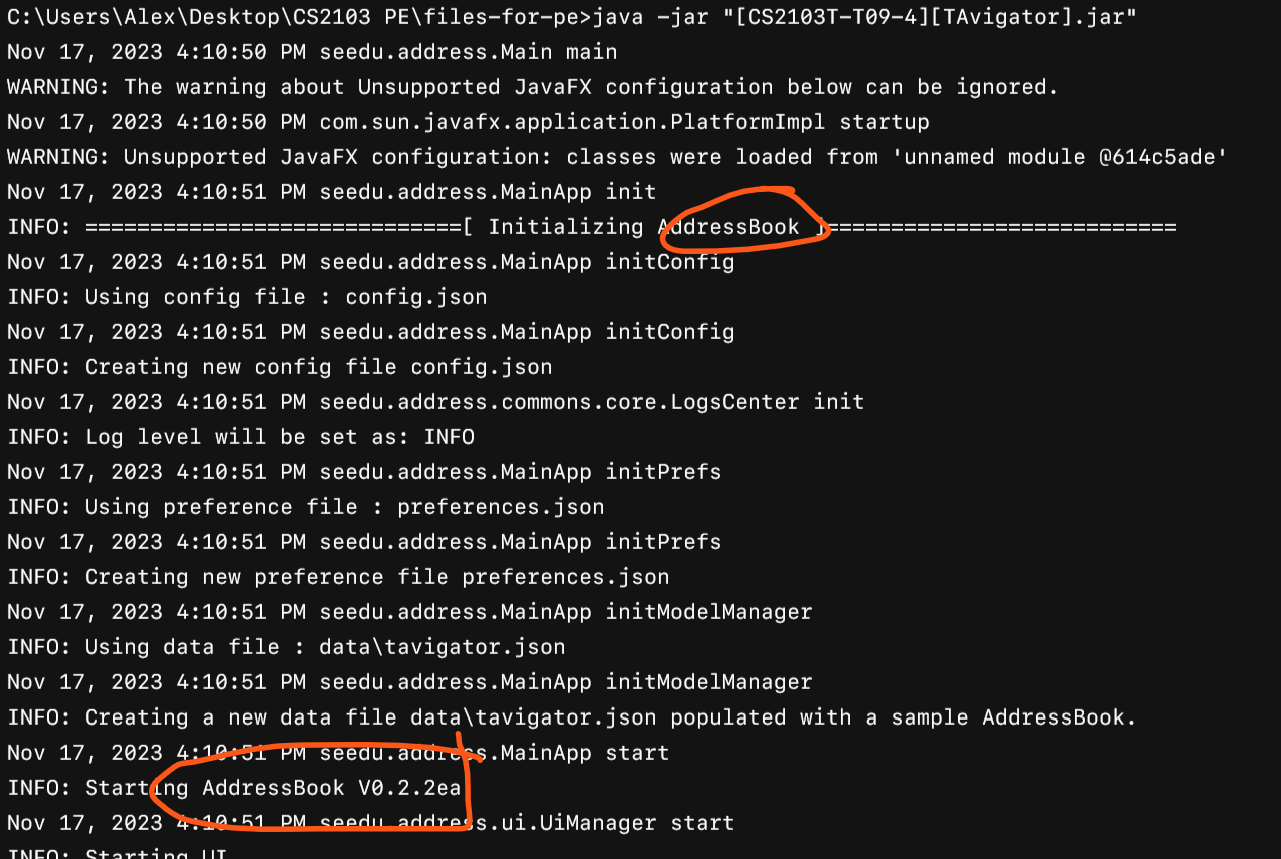 C:\Users\Alex\Desktop\CS2103 PE\files-for-pe>java -jar "[CS2103T-T09-4][TAvigator].jar"
Nov 17, 2023 4:10:50 PM seedu.address.Main main
WARNING: The warning about Unsupported JavaFX configuration below can be ignored.
Nov 17, 2023 4:10:50 PM com.sun.javafx.application.PlatformImpl startup
WARNING: Unsupported JavaFX configuration: classes were loaded from 'unnamed module @614c5ade'
Nov 17, 2023 4:10:51 PM seedu.address.MainApp init
INFO: =============================[ Initializing AddressBook ]===========================
Nov 17, 2023 4:10:51 PM seedu.address.MainApp initConfig
INFO: Using config file : config.json
Nov 17, 2023 4:10:51 PM seedu.address.MainApp initConfig
INFO: Creating new config file config.json
Nov 17, 2023 4:10:51 PM seedu.address.commons.core.LogsCenter init
INFO: Log level will be set as: INFO
Nov 17, 2023 4:10:51 PM seedu.address.MainApp initPrefs
INFO: Using preference file : preferences.json
Nov 17, 2023 4:10:51 PM seedu.address.MainApp initPrefs
INFO: Creating new preference file preferences.json
Nov 17, 2023 4:10:51 PM seedu.address.MainApp initModelManager
INFO: Using data file : data\tavigator.json
Nov 17, 2023 4:10:51 PM seedu.address.MainApp initModelManager
INFO: Creating a new data file data\tavigator.json populated with a sample AddressBook.
Nov 17, 2023 4:10:51 PM seedu.address.MainApp start
INFO: Starting AddressBook V0.2.2ea
Nov 17, 2023 4:10:51 PM seedu.address.ui.UiManager start
INFO: Starting UI